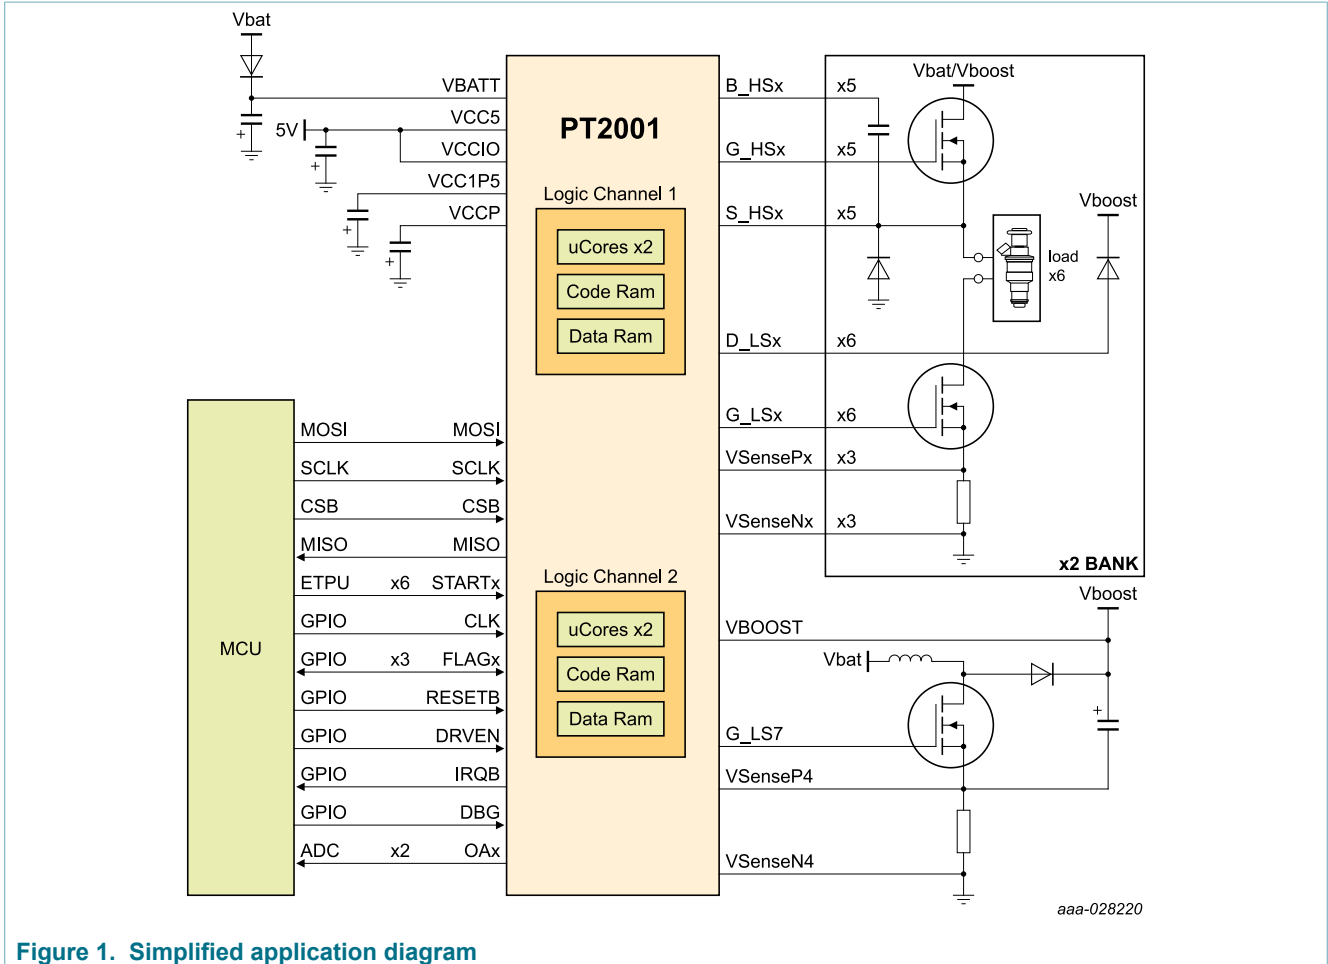 Vbat
VBATT
5V
VCC5
VCCIO
VCC1P5
VCCP
PT2001
Logic Channel 1
uCores x2
Code Ram
Data Ram
Logic Channel 2
uCores x2
Code Ram
Data Ram
MCU
MOSI MOSI
SCLK SCLK
CSB CSB
MISO MISO
ETPU x6 STARTx
GPIO CLK
GPIO x3 FLAGx
GPIO RESETB
GPIO DRVEN
GPIO IRQB
GPIO DBG
ADC x2 OAx
B_HSx x5
G_HSx x5
S_HSx x5
D_LSx x6
G_LSx x6
VSensePx x3
VSenseNx x3
Vbat/Vboost
Vboost
load
x6
x2 BANK
Vboost
VBOOST
Vbat
G_LS7
VSenseP4
VSenseN4
+
+
+
+
+
aaa-028220
Figure 1. Simplified application diagram